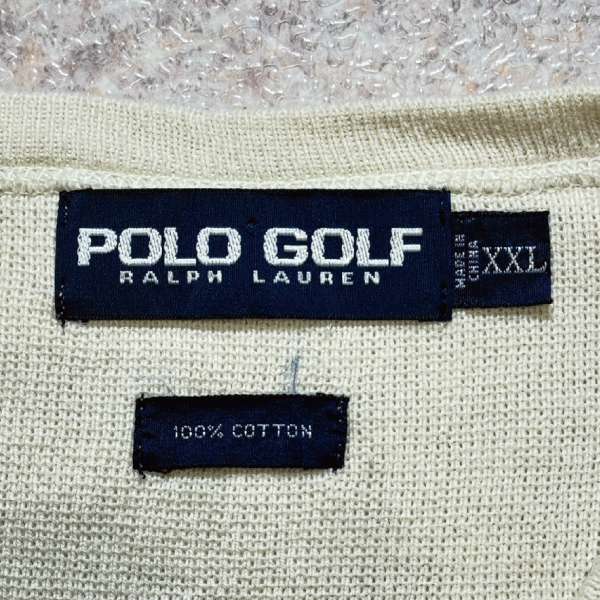 POLO GOLF
RALPH LAUREN
MADE IN
CHINA
XXL
100% COTTON